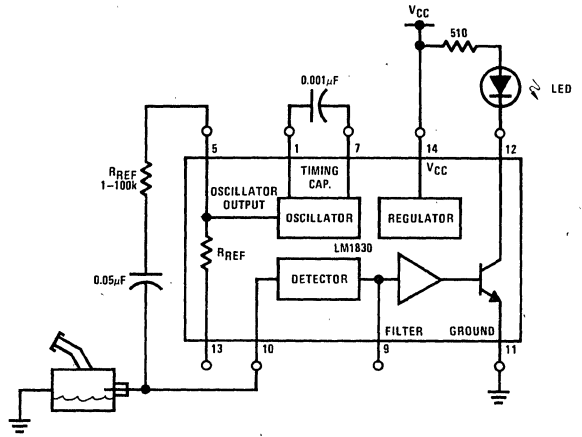 VCC
510
LED
0.001µF
5
1
7
14
12
RREF
1–100k
OSCILLATOR
OUTPUT
TIMING
CAP.
VCC
OSCILLATOR
REGULATOR
LM1830
RREF
DETECTOR
0.05µF
FILTER
GROUND
13
10
9
11